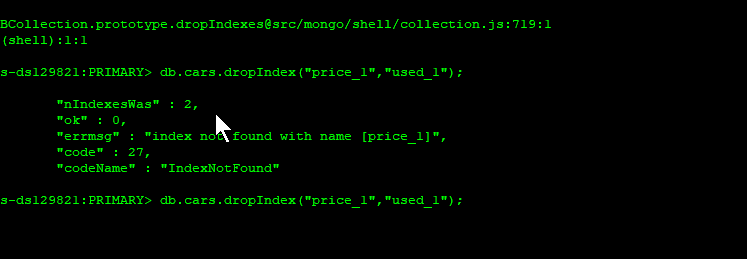 BCollection.prototype.dropIndexes@src/mongo/shell/collection.js:719:1
(shell):1:1
s-ds129821:PRIMARY> db.cars.dropIndex("price_1","used_1");
"nIndexesWas" : 2,
"ok" : 0,
"errmsg" : "index not found with name [price_1]",
"code" : 27,
"codeName" : "IndexNotFound"
s-ds129821:PRIMARY> db.cars.dropIndex("price_1","used_1");